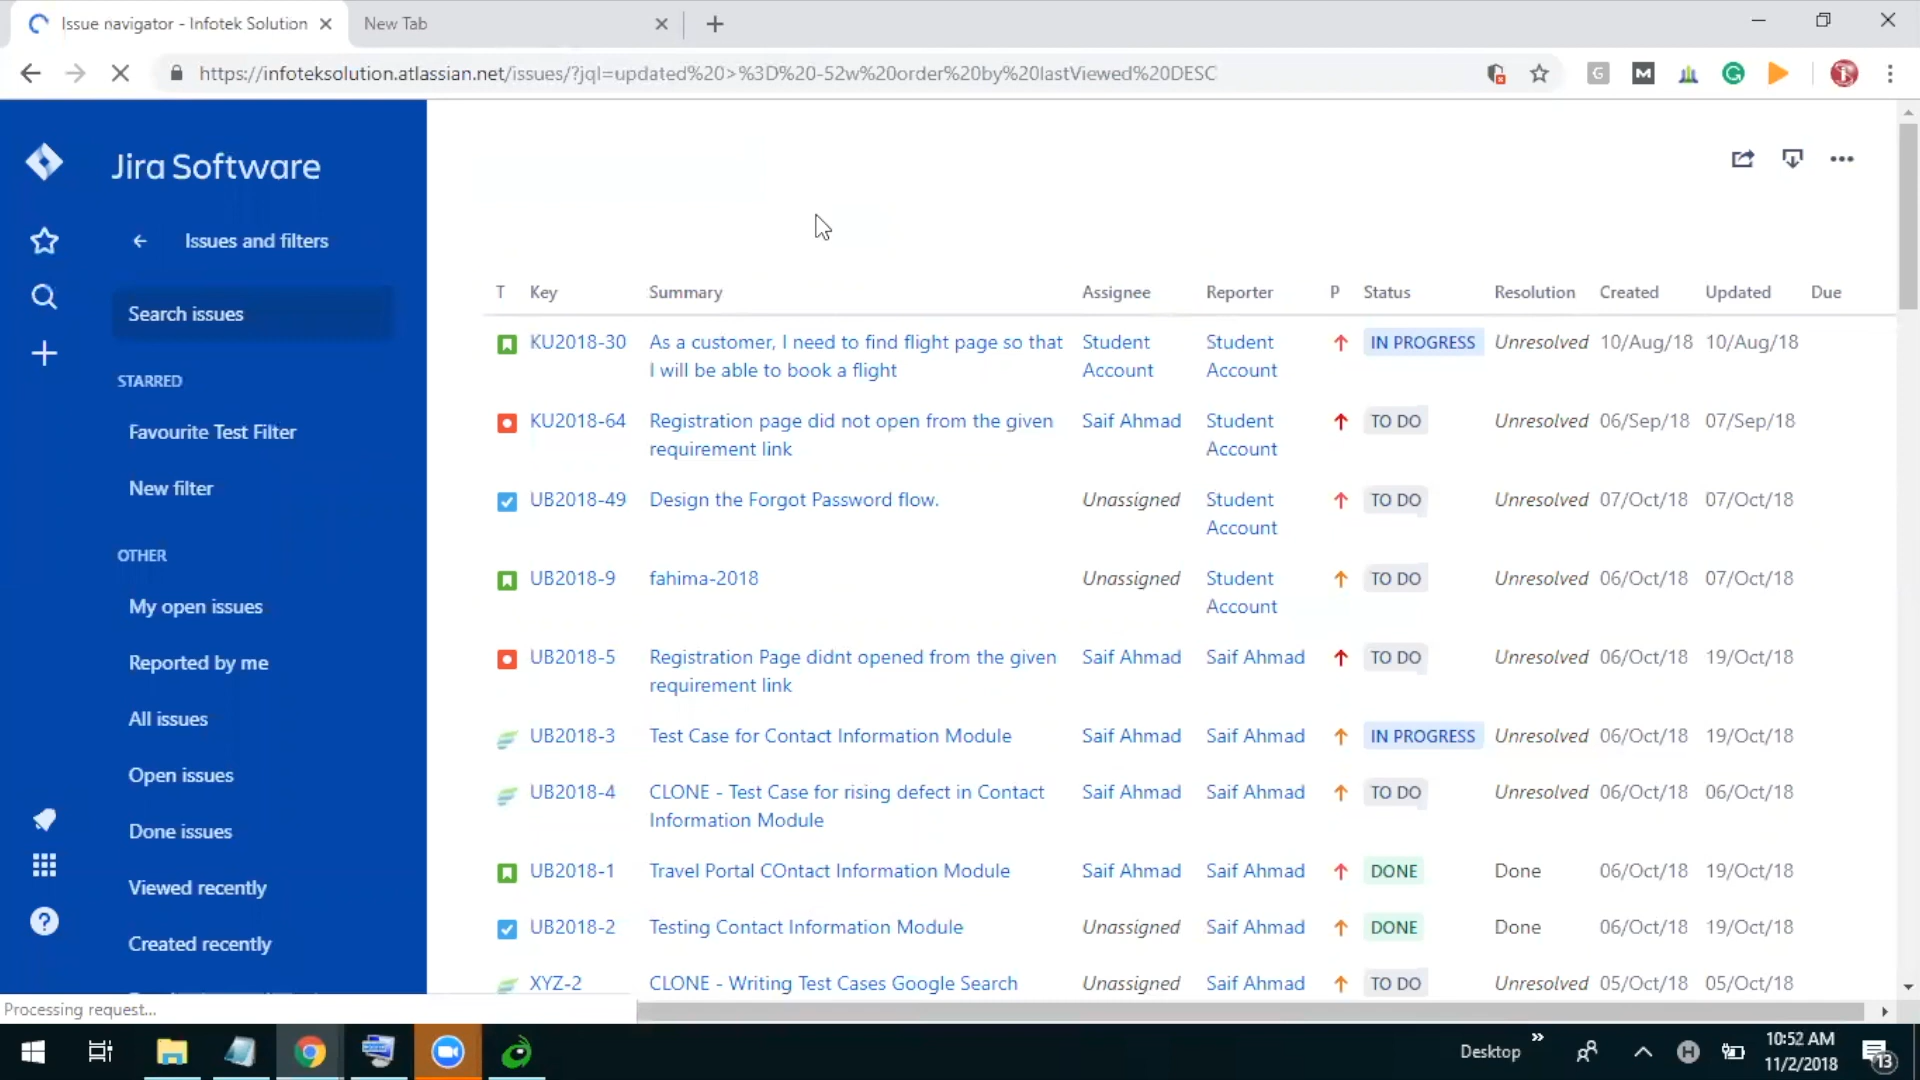 Issue navigator - Infotek Solution
New Tab
https://infoteksolution.atlassian.net/issues/?jql=updated%20>%3D%20-52w%20order%20by%20lastViewed%20DESC
Jira Software
Issues and filters
Search issues
STARRED
Favourite Test Filter
New filter
OTHER
My open issues
Reported by me
All issues
Open issues
Done issues
Viewed recently
Created recently
T Key Summary Assignee Reporter P Status Resolution Created Updated Due
KU2018-30 As a customer, I need to find flight page so that Student Student IN PROGRESS Unresolved 10/Aug/18 10/Aug/18
I will be able to book a flight Account Account
KU2018-64 Registration page did not open from the given Saif Ahmad Student TO DO Unresolved 06/Sep/18 07/Sep/18
requirement link Account
UB2018-49 Design the Forgot Password flow. Unassigned Student TO DO Unresolved 07/Oct/18 07/Oct/18
Account
UB2018-9 fahima-2018 Unassigned Student TO DO Unresolved 06/Oct/18 07/Oct/18
Account
UB2018-5 Registration Page didnt opened from the given Saif Ahmad Saif Ahmad TO DO Unresolved 06/Oct/18 19/Oct/18
requirement link
UB2018-3 Test Case for Contact Information Module Saif Ahmad Saif Ahmad IN PROGRESS Unresolved 06/Oct/18 19/Oct/18
UB2018-4 CLONE - Test Case for rising defect in Contact Saif Ahmad Saif Ahmad TO DO Unresolved 06/Oct/18 06/Oct/18
Information Module
UB2018-1 Travel Portal COntact Information Module Saif Ahmad Saif Ahmad DONE Done 06/Oct/18 19/Oct/18
UB2018-2 Testing Contact Information Module Unassigned Saif Ahmad DONE Done 06/Oct/18 19/Oct/18
XYZ-2 CLONE - Writing Test Cases Google Search Unassigned Saif Ahmad TO DO Unresolved 05/Oct/18 05/Oct/18
Processing request...
Desktop
10:52 AM
11/2/2018
13